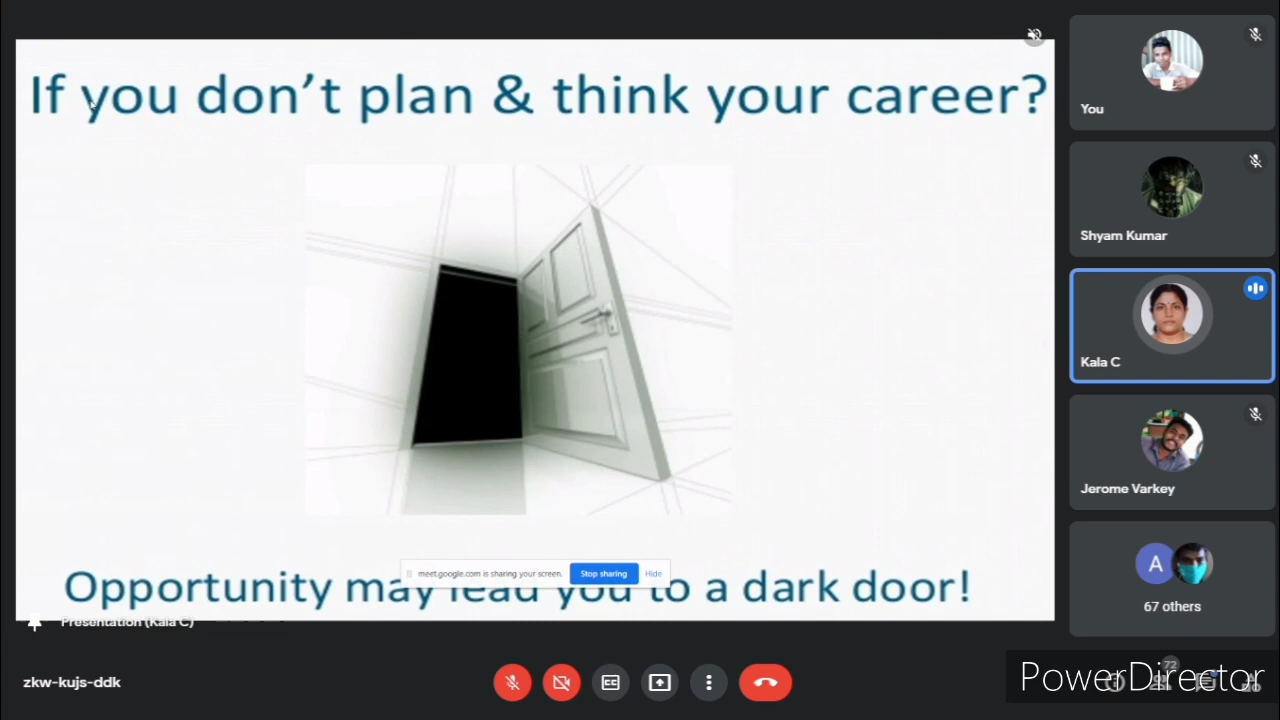 If you don't plan & think your career?
You
Shyam Kumar
Kala C
Jerome Varkey
A
67 others
meet.google.com is sharing your screen. Stop sharing Hide
Opportunity may lead you to a dark door!
Presentation (Kala C)
zkw-kujs-ddk
CC
72
PowerDirector